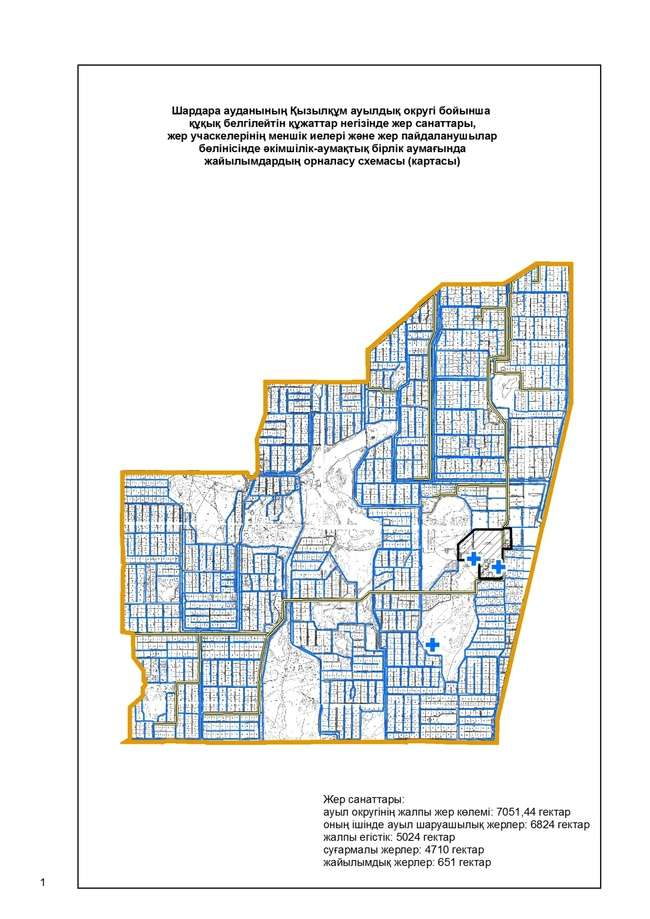 Шардара ауданының Қызылқұм ауылдық округі бойынша
құқық белгілейтін құжаттар негізінде жер санаттары,
жер учаскелерінің меншік иелері және жер пайдаланушылар
бөлінісінде әкімшілік-аумақтық бірлік аумағында
жайылымдардың орналасу схемасы (картасы)
Жер санаттары:
ауыл округінің жалпы жер көлемі: 7051,44 гектар
оның ішінде ауыл шаруашылық жерлер: 6824 гектар
жалпы егістік: 5024 гектар
суғармалы жерлер: 4710 гектар
жайылымдық жерлер: 651 гектар
1